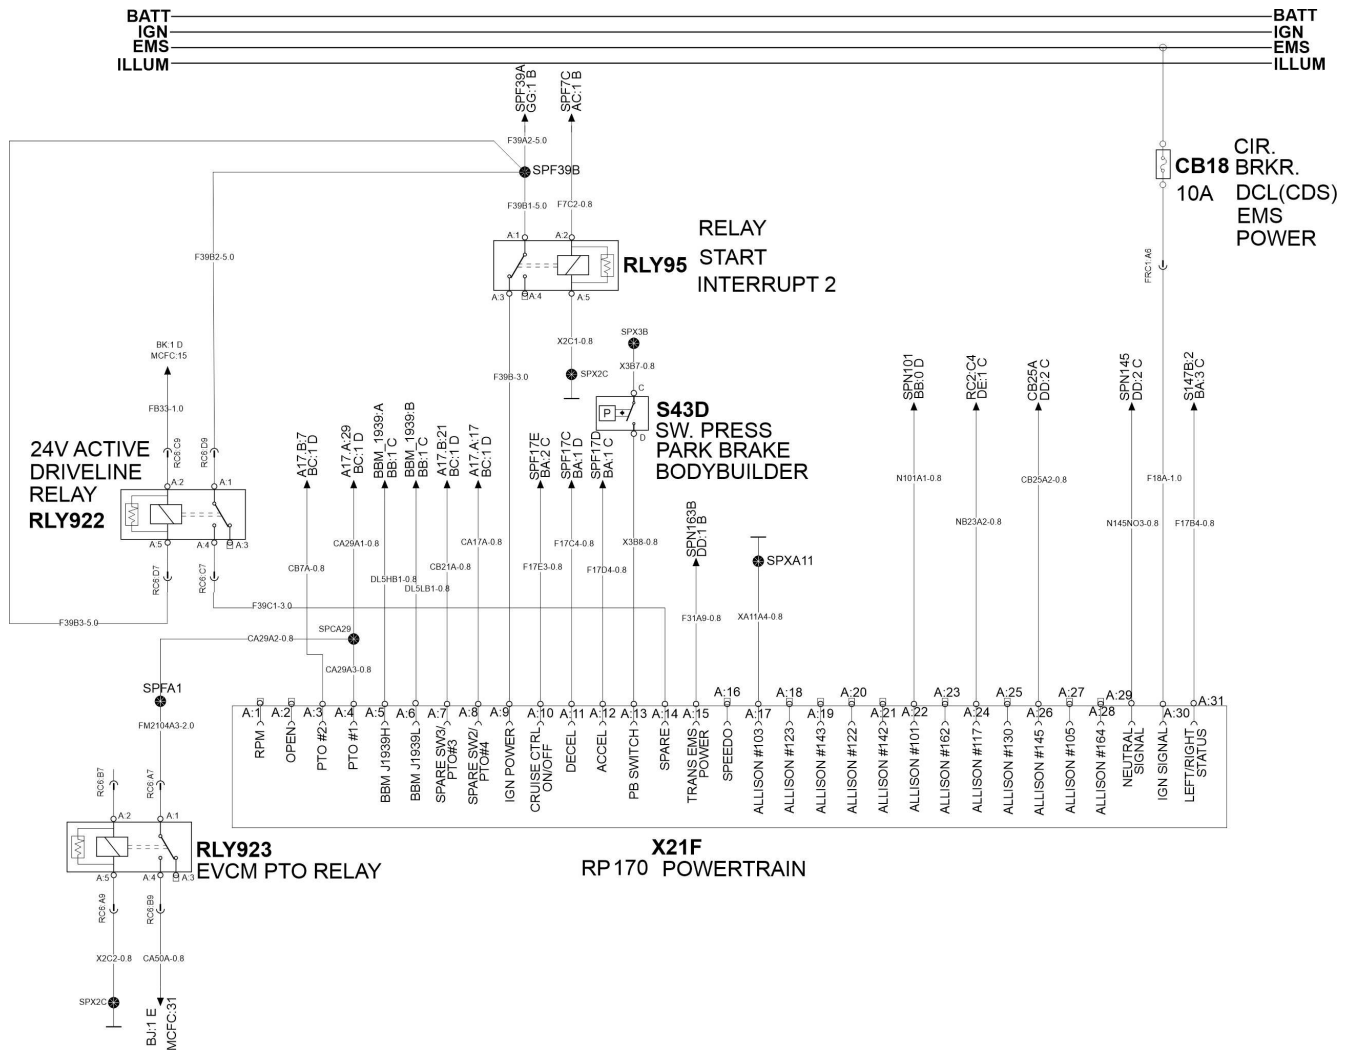 BATT BATT
IGN IGN
EMS EMS
ILLUM ILLUM
SPF39A
GG:1 B
SPF7C
AC:1 B
F39A2-5.0
SPF39B
CIR.
CB18 BRKR.
10A DCL(CDS)
EMS
POWER
F39B1-5.0
F7C2-0.8
A:1 A:2
RELAY
START
INTERRUPT 2
RLY95
A:3 A:4 A:5
F39B2-5.0
FRC1:A6
BK:1 D
MCFC:15
FB33-1.0
X2C1-0.8
SPX3B
X3B7-0.8
F39B-3.0
SPX2C
C
P
D
S43D
SW. PRESS
PARK BRAKE
BODYBUILDER
24V ACTIVE
DRIVELINE
RELAY
RLY922
RC6:C9
RC6:D9
A:2 A:1
A:5 A:4 A:3
RC6:D7
RC6:C7
A17.B:7
BC:1 D
A17.A:29
BC:1 D
BBM_1939:A
BB:1 C
BBM_1939:B
BB:1 C
A17.B:21
BC:1 D
A17.A:17
BC:1 D
SPF17E
BA:2 C
SPF17C
BA:1 D
SPF17D
BA:1 C
SPN163B
DD:1 B
SPN101
BB:0 D
RC2:C4
DE:1 C
CB25A
DD:2 C
SPN145
DD:2 C
S147B:2
BA:3 C
N101A1-0.8
CB25A2-0.8
F18A-1.0
NB23A2-0.8
N145NO3-0.8
F17B4-0.8
CA29A1-0.8
CA17A-0.8
F17C4-0.8
X3B8-0.8
CB7A-0.8
CB21A-0.8
F17E3-0.8
F17D4-0.8
DL5HB1-0.8
DL5LB1-0.8
SPXA11
F39C1-3.0
F31A9-0.8
XA11A4-0.8
F39B3-5.0
SPCA29
CA29A2-0.8
CA29A3-0.8
SPFA1
FM2104A3-2.0
A:1 A:2 A:3 A:4 A:5 A:6 A:7 A:8 A:9 A:10 A:11 A:12 A:13 A:14 A:15 A:16 A:17 A:18 A:19 A:20 A:21 A:22 A:23 A:24 A:25 A:26 A:27 A:28 A:29 A:30 A:31
RPM
OPEN
PTO #2
PTO #1
BBM J1939H
BBM J1939L
SPARE SW3/
PTO#3
SPARE SW2/
PTO#4
IGN POWER
CRUISE CTRL
ON/OFF
DECEL
ACCEL
PB SWITCH
SPARE
TRANS EMS
POWER
SPEEDO
ALLISON #103
ALLISON #123
ALLISON #143
ALLISON #122
ALLISON #142
ALLISON #101
ALLISON #162
ALLISON #117
ALLISON #130
ALLISON #145
ALLISON #105
ALLISON #164
NEUTRAL
SIGNAL
IGN SIGNAL
LEFT/RIGHT
STATUS
X21F
RP170 POWERTRAIN
RC6:B7
RC6:A7
A:2 A:1
RLY923
EVCM PTO RELAY
A:5 A:4 A:3
RC6:A9
RC6:B9
X2C2-0.8
CA50A-0.8
SPX2C
BJ:1 E
MCFC:31